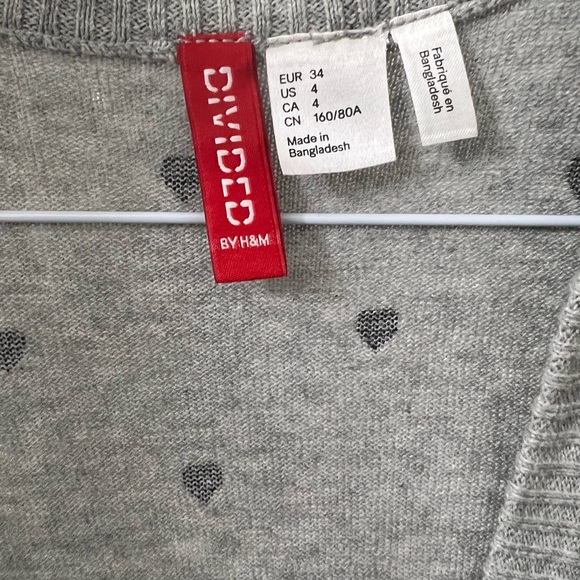 DIVIDED
BY H&M
EUR 34
US 4
CA 4
CN 160/80A
Made in
Bangladesh
Fabriqué en
Bangladesh